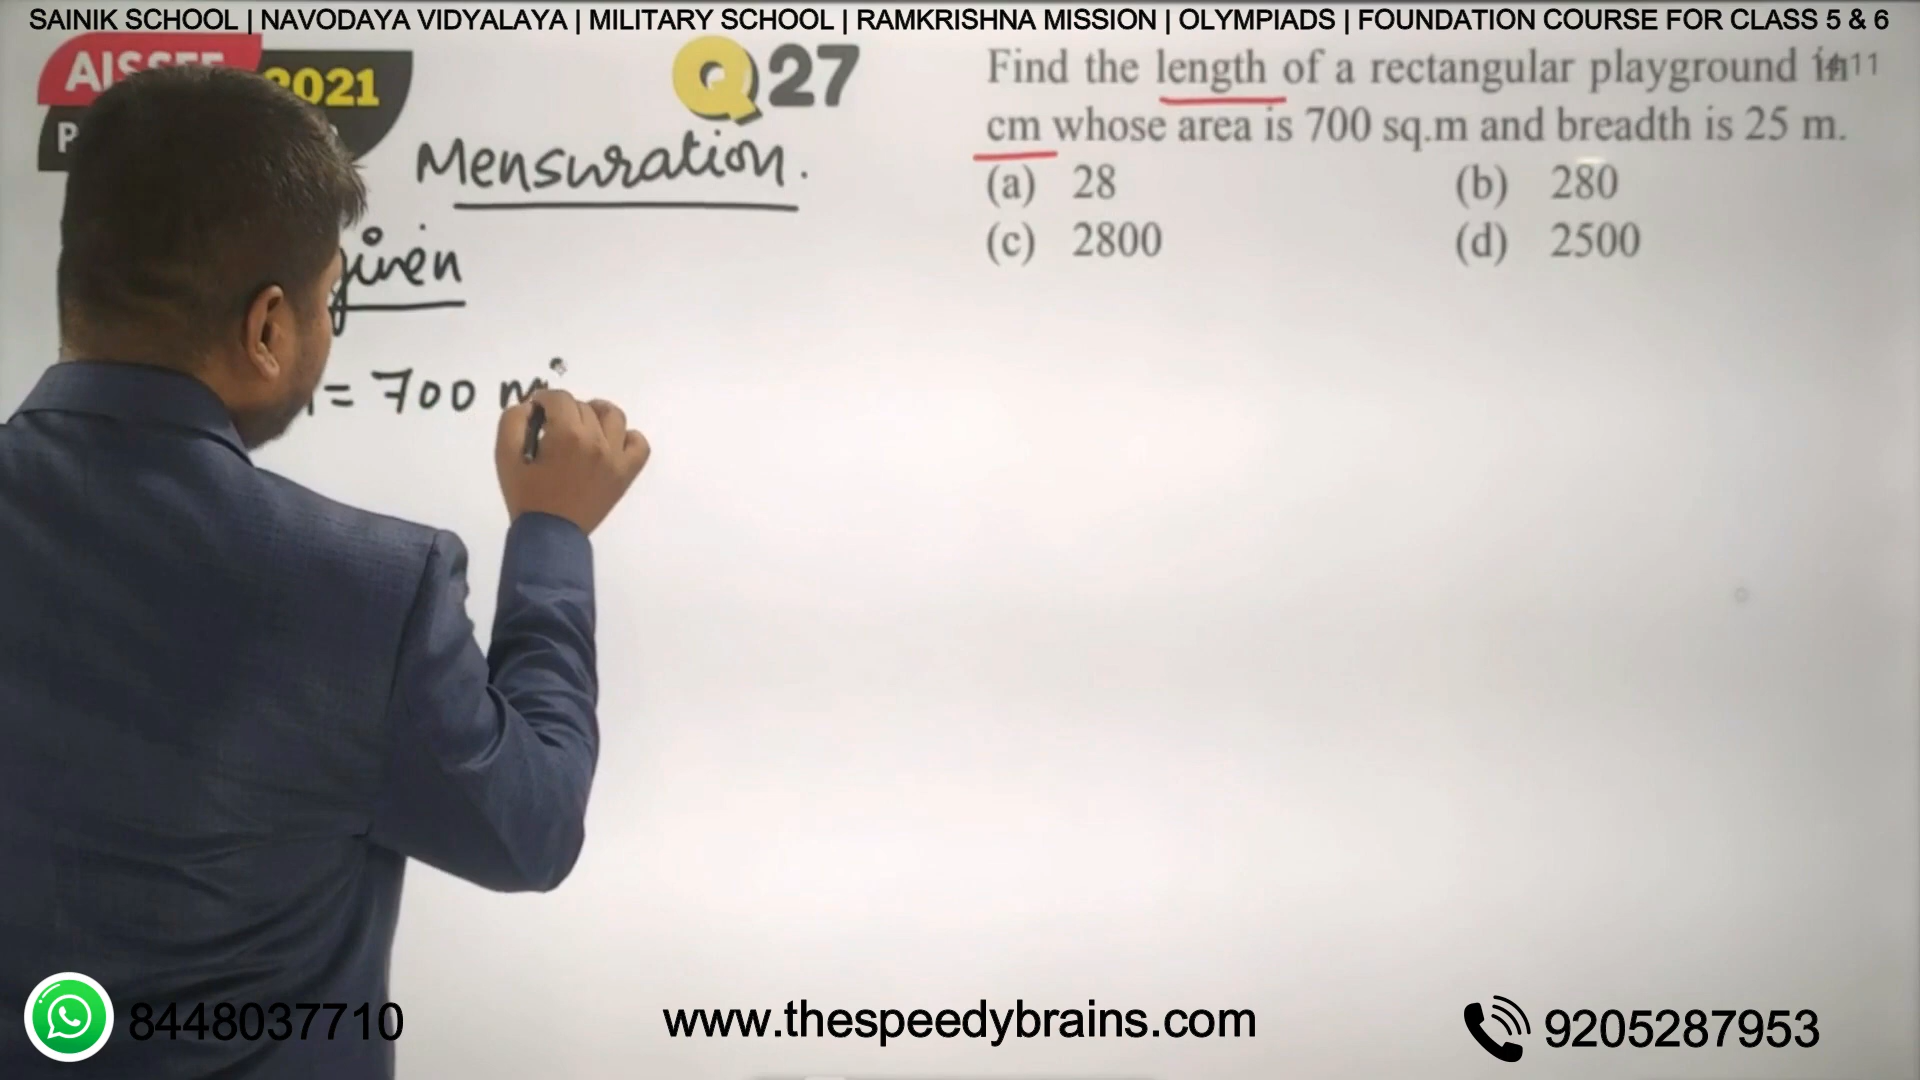 SAINIK SCHOOL | NAVODAYA VIDYALAYA | MILITARY SCHOOL | RAMKRISHNA MISSION | OLYMPIADS | FOUNDATION COURSE FOR CLASS 5 & 6
2021
Q27
Mensuration.
given
= 700 m
Find the length of a rectangular playground in
cm whose area is 700 sq.m and breadth is 25 m.
(a) 28 (b) 280
(c) 2800 (d) 2500
8448037710
www.thespeedybrains.com
9205287953